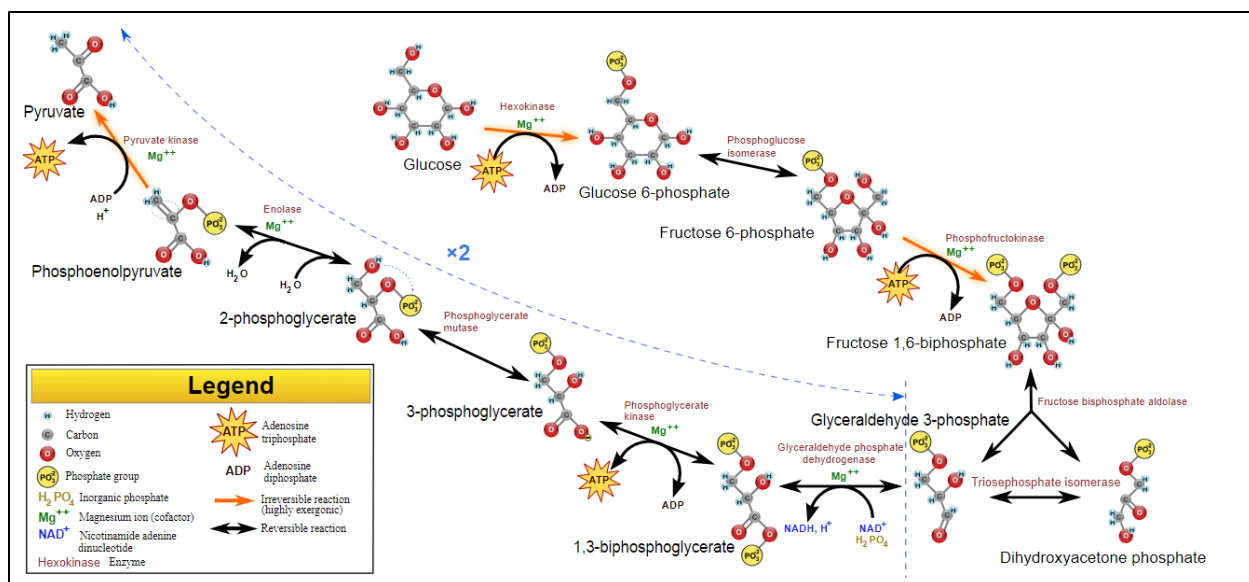 Pyruvate
Pyruvate kinase
Mg++
ATP
ADP
H+
Phosphoenolpyruvate
Enolase
Mg++
H2O
H2O
2-phosphoglycerate
Phosphoglycerate
mutase
3-phosphoglycerate
Phosphoglycerate
kinase
Mg++
ATP
ADP
1,3-biphosphoglycerate
Glyceraldehyde phosphate
dehydrogenase
Mg++
NADH, H+
NAD+
H2PO4
×2
Glucose
Hexokinase
Mg++
ATP
ADP
Glucose 6-phosphate
Phosphoglucose
isomerase
Fructose 6-phosphate
Phosphofructokinase
Mg++
ATP
ADP
Fructose 1,6-biphosphate
Fructose bisphosphate aldolase
Glyceraldehyde 3-phosphate
Triosephosphate isomerase
Dihydroxyacetone phosphate
Legend
H Hydrogen
C Carbon
O Oxygen
PO3-2 Phosphate group
H2PO4 Inorganic phosphate
Mg++ Magnesium ion (cofactor)
NAD+ Nicotinamide adenine
dinucleotide
Hexokinase Enzyme
ATP Adenosine
triphosphate
ADP Adenosine
diphosphate
Irreversible reaction
(highly exergonic)
Reversible reaction